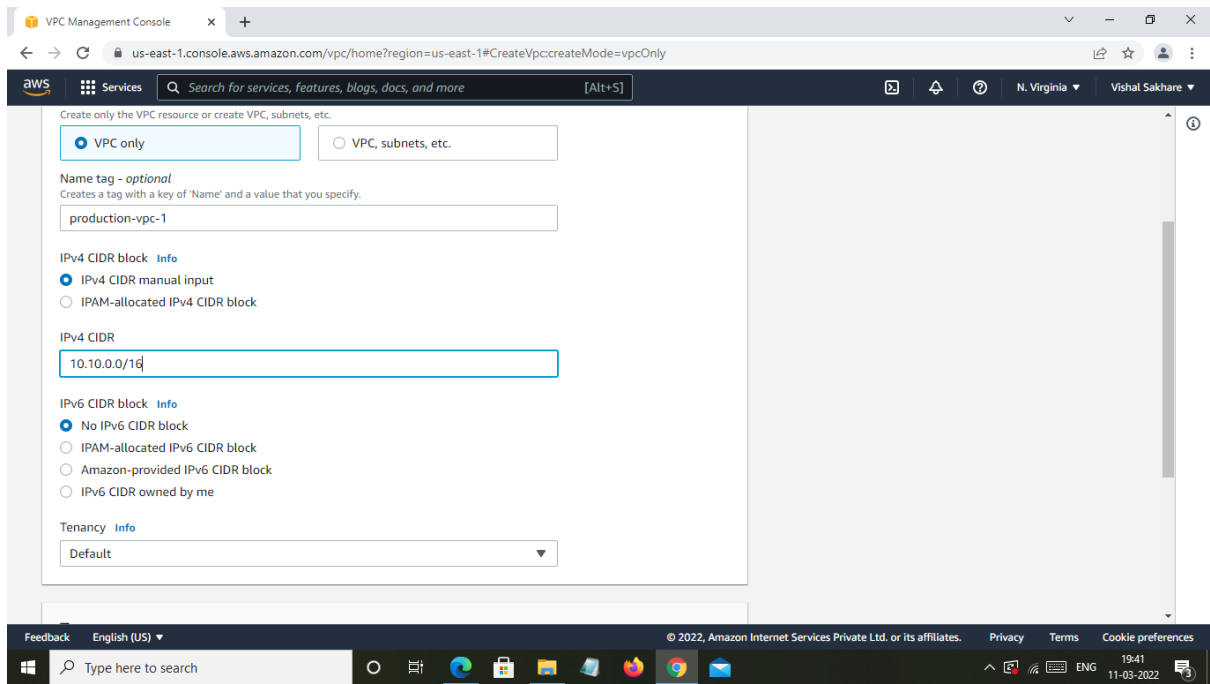 VPC Management Console
us-east-1.console.aws.amazon.com/vpc/home?region=us-east-1#CreateVpc:createMode=vpcOnly
aws Services Search for services, features, blogs, docs, and more [Alt+S] N. Virginia Vishal Sakhare
Create only the VPC resource or create VPC, subnets, etc.
VPC only VPC, subnets, etc.
Name tag - optional
Creates a tag with a key of 'Name' and a value that you specify.
production-vpc-1
IPv4 CIDR block Info
IPv4 CIDR manual input
IPAM-allocated IPv4 CIDR block
IPv4 CIDR
10.10.0.0/16
IPv6 CIDR block Info
No IPv6 CIDR block
IPAM-allocated IPv6 CIDR block
Amazon-provided IPv6 CIDR block
IPv6 CIDR owned by me
Tenancy Info
Default
Feedback English (US) © 2022, Amazon Internet Services Private Ltd. or its affiliates. Privacy Terms Cookie preferences
Type here to search ENG 19:41
11-03-2022 3